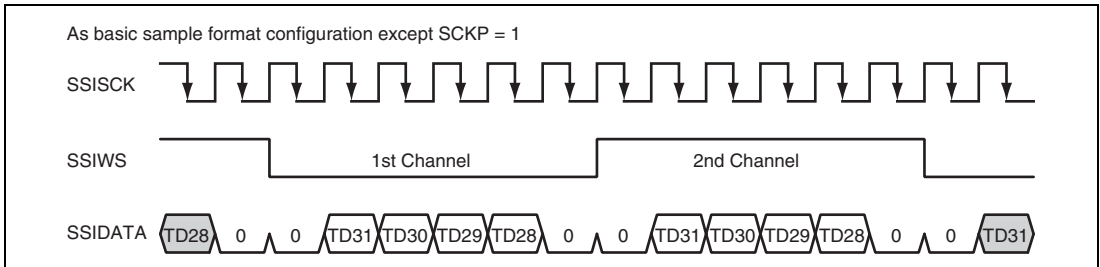 As basic sample format configuration except SCKP = 1
SSISCK
SSIWS 1st Channel 2nd Channel
SSIDATA TD28 0 0 TD31 TD30 TD29 TD28 0 0 TD31 TD30 TD29 TD28 0 0 TD31